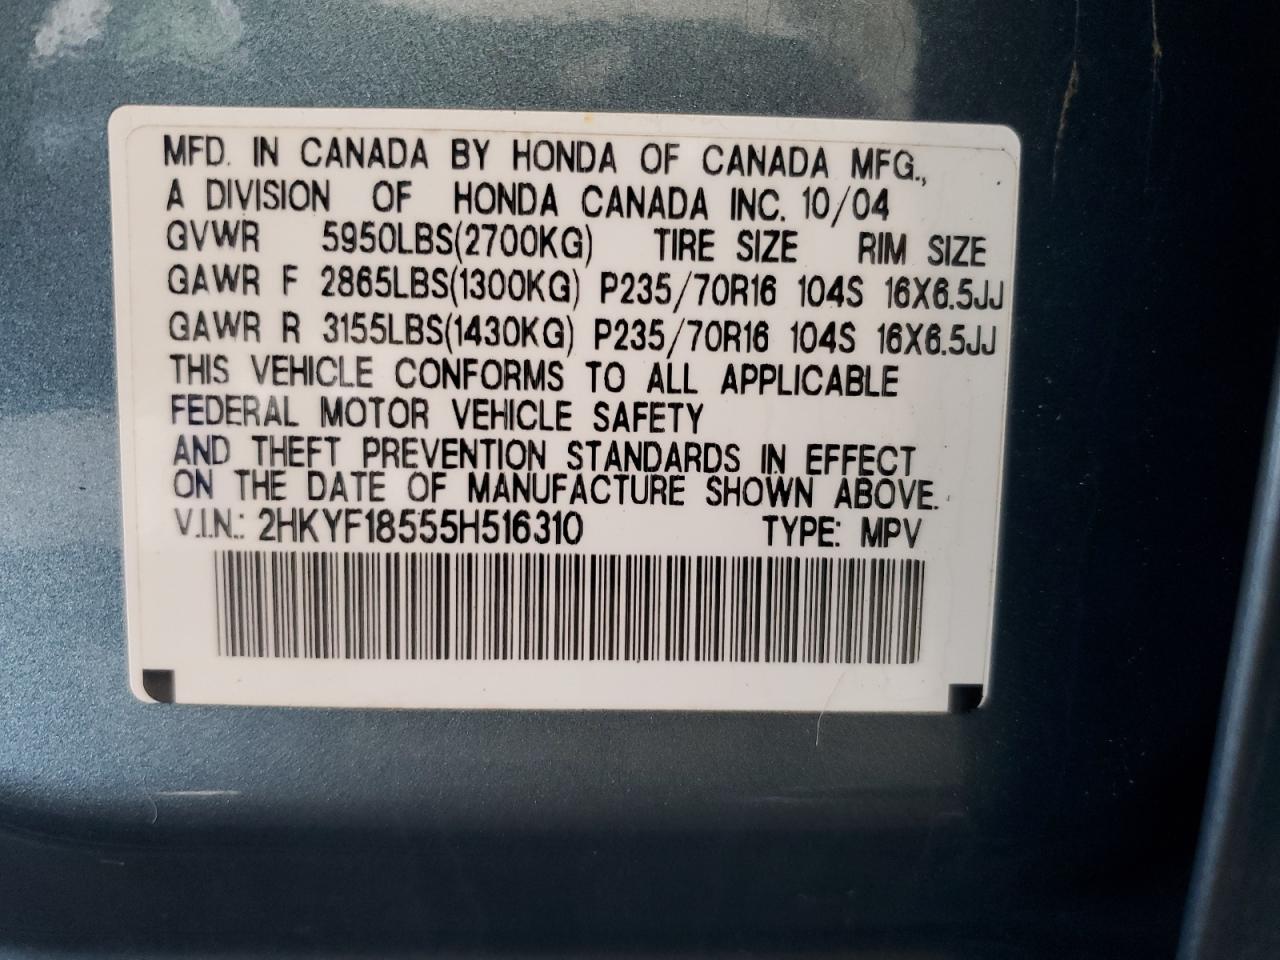 MFD. IN CANADA BY HONDA OF CANADA MFG.,
A DIVISION OF HONDA CANADA INC. 10/04
GVWR 5950LBS(2700KG) TIRE SIZE RIM SIZE
GAWR F 2865LBS(1300KG) P235/70R16 104S 16X6.5JJ
GAWR R 3155LBS(1430KG) P235/70R16 104S 16X6.5JJ
THIS VEHICLE CONFORMS TO ALL APPLICABLE
FEDERAL MOTOR VEHICLE SAFETY
AND THEFT PREVENTION STANDARDS IN EFFECT
ON THE DATE OF MANUFACTURE SHOWN ABOVE.
V.I.N.: 2HKYF18555H516310 TYPE: MPV